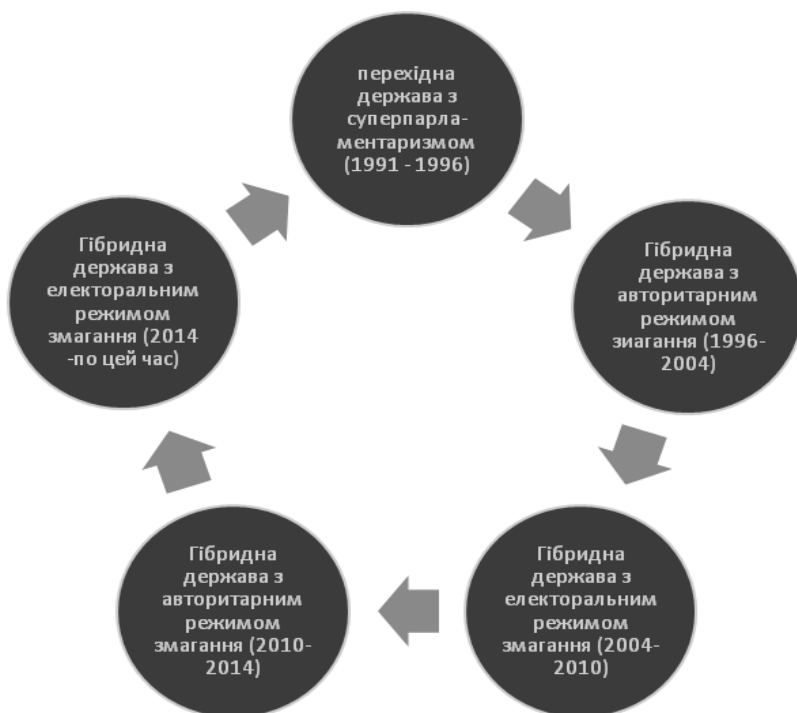 перехідна
держава з
суперпарла-
ментаризмом
(1991 - 1996)
Гібридна
держава з
авторитарним
режимом
зиагання (1996-
2004)
Гібридна
держава з
електоральним
режимом
змагання (2004-
2010)
Гібридна
держава з
авторитарним
режимом
змагання (2010-
2014)
Гібридна
держава з
електоральним
режимом
змагання (2014
-по цей час)